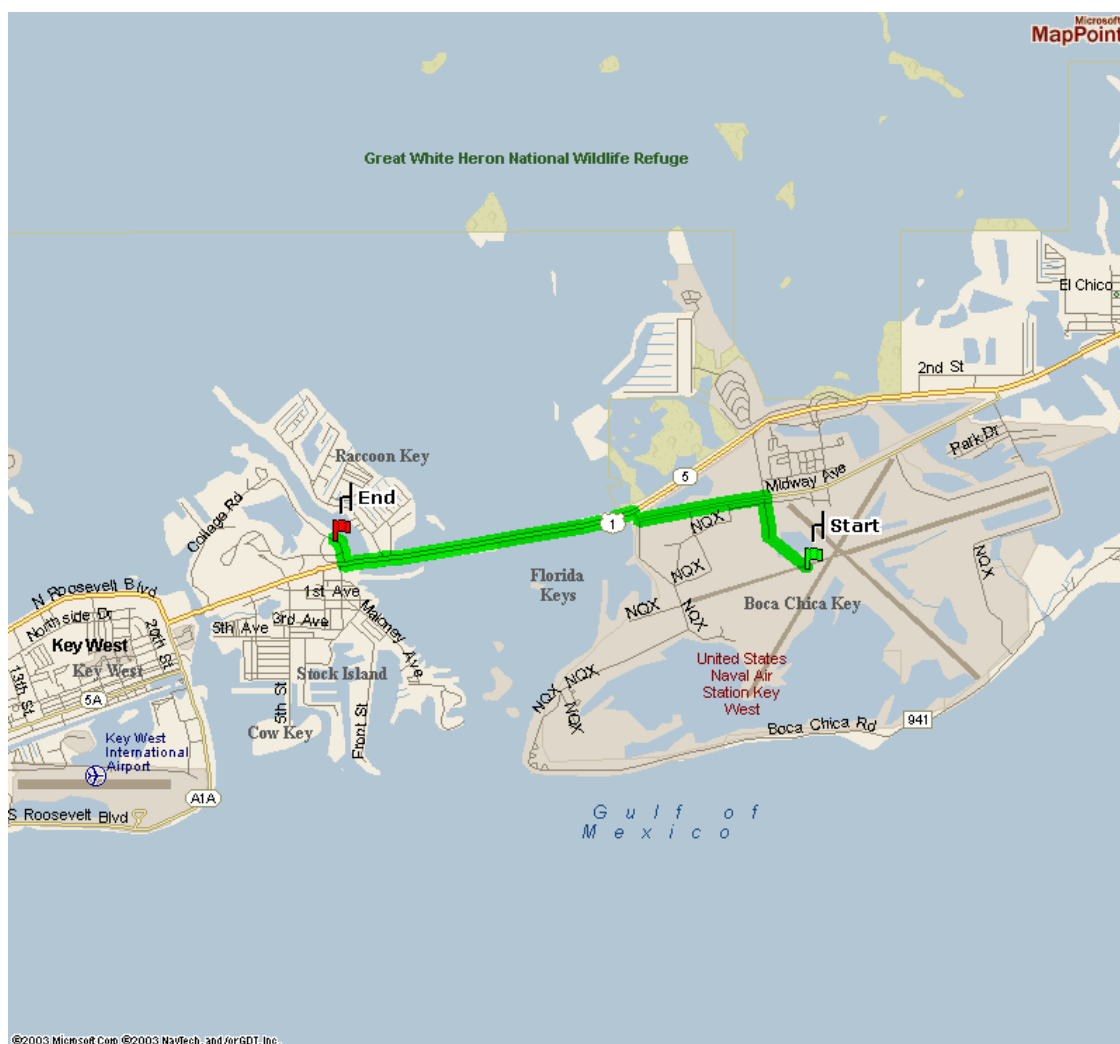 Microsoft
MapPoint
Great White Heron National Wildlife Refuge
El Chico
2nd St
Raccoon Key
Park Dr
College Rd
End
5
Midway Ave
1
NQX
Start
NQX
N Roosevelt Blvd
1st Ave
Florida
Keys
NQX
NQX
Boca Chica Key
Northside Dr
20th St
5th Ave
3rd Ave
Maloney Ave
NQX
Key West
Key West
13th St
Stock Island
United States
Naval Air
Station Key
West
NQX
NQX
5A
5th St
Front St
NQX
Boca Chica Rd
941
Cow Key
Key West
International
Airport
A1A
S Roosevelt Blvd
Gulf of
Mexico
©2003 Microsoft Corp ©2003 NavTech, and/or GDT, Inc.